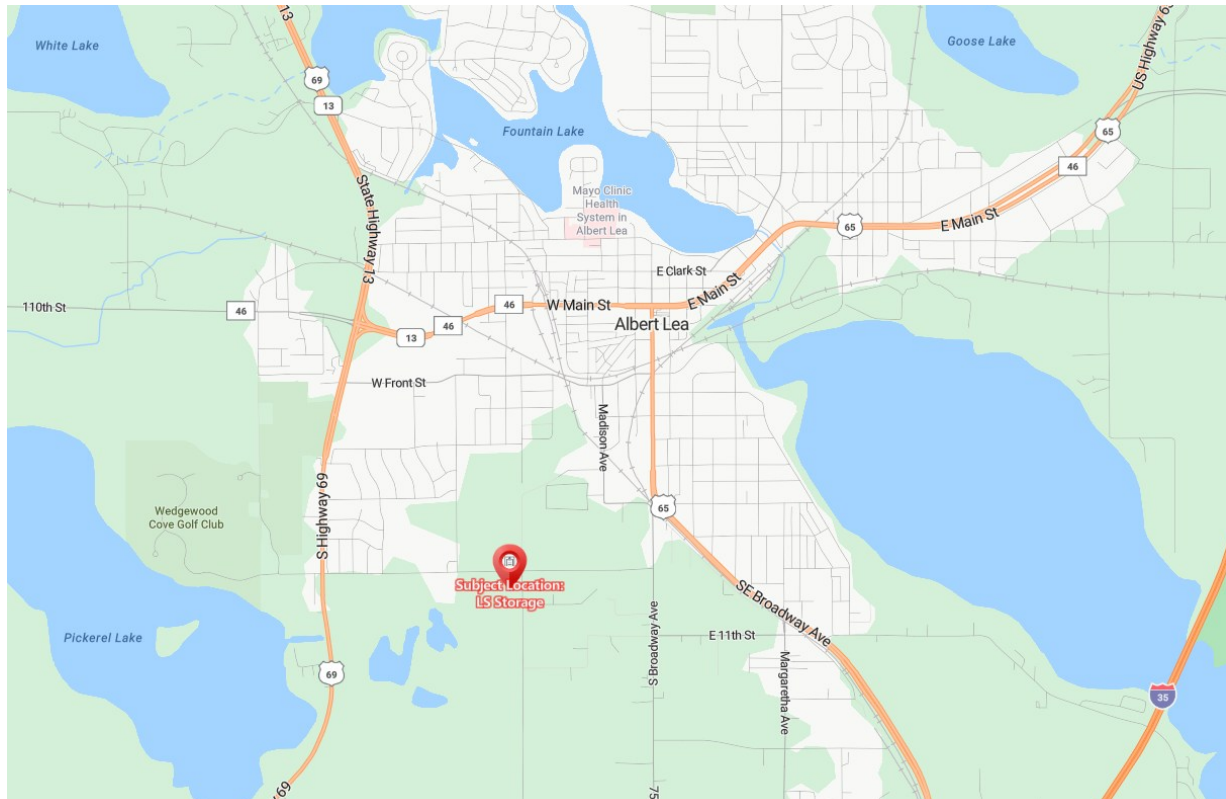 13
White Lake
Goose Lake
US Highway 65
69
13
Fountain Lake
65
46
State Highway 13
Mayo Clinic
Health
System in
Albert Lea
65
E Main St
E Clark St
E Main St
110th St
46
46
46
W Main St
13
Albert Lea
W Front St
Madison Ave
S Highway 69
Wedgewood
Cove Golf Club
65
Subject Location:
LS Storage
SE Broadway Ave
Pickerel Lake
69
S Broadway Ave
E 11th St
Margaretha Ave
35
69
75